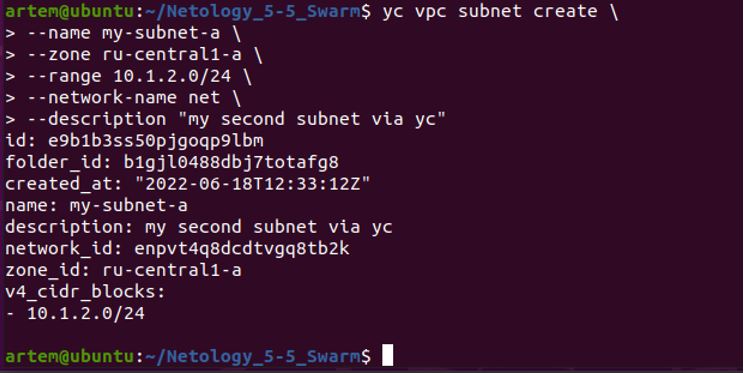 artem@ubuntu:~/Netology_5-5_Swarm$ yc vpc subnet create \
> --name my-subnet-a \
> --zone ru-central1-a \
> --range 10.1.2.0/24 \
> --network-name net \
> --description "my second subnet via yc"
id: e9b1b3ss50pjgoqp9lbm
folder_id: b1gjl0488dbj7totafg8
created_at: "2022-06-18T12:33:12Z"
name: my-subnet-a
description: my second subnet via yc
network_id: enpvt4q8dcdtvgq8tb2k
zone_id: ru-central1-a
v4_cidr_blocks:
- 10.1.2.0/24
artem@ubuntu:~/Netology_5-5_Swarm$